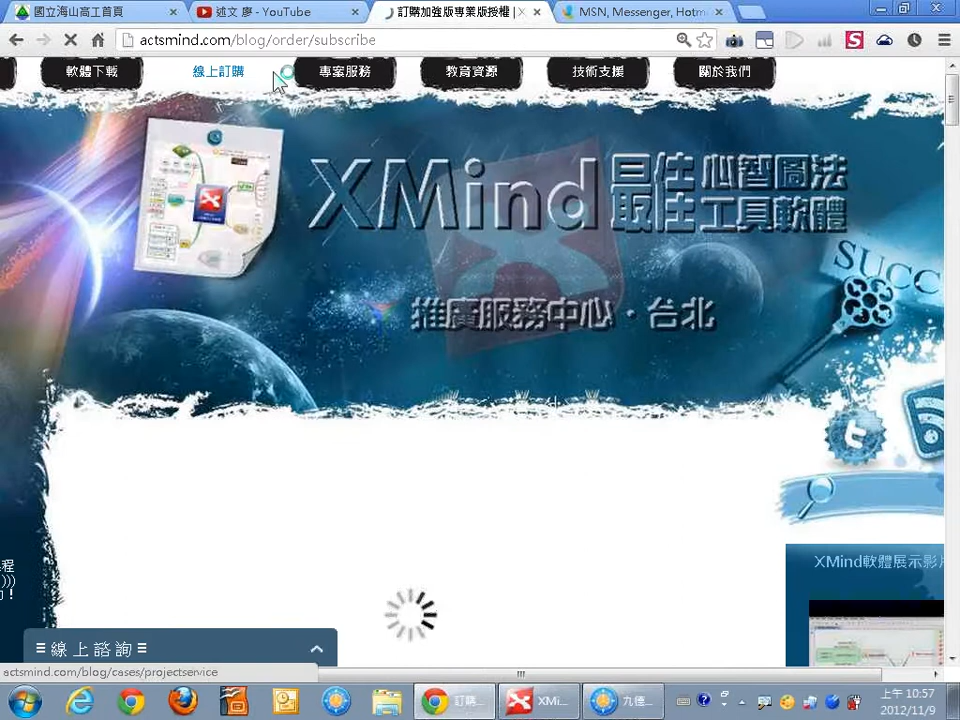 國立海山高工首頁
述文 廖 - YouTube
訂購加強版專業版授權 | X
MSN, Messenger, Hotm
actsmind.com/blog/order/subscribe
軟體下載
線上訂購
專案服務
教育資源
技術支援
關於我們
XMind 最佳心智圖法
最佳工具軟體
SUCC
推廣服務中心・台北
程
)))
!
XMind軟體展示影片
≡線上諮詢≡
actsmind.com/blog/cases/projectservice
訂購...
XMi...
九德...
上午 10:57
2012/11/9